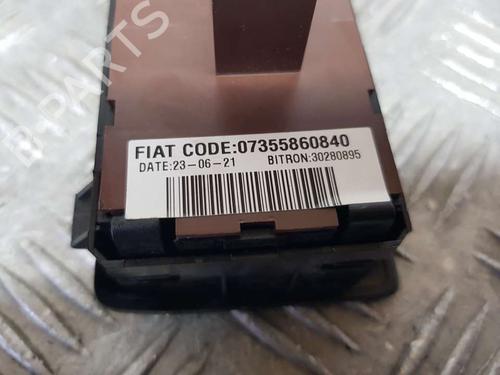 B-PARTS
FIAT CODE:07355860840
DATE:23-06-21 BITRON:30280895